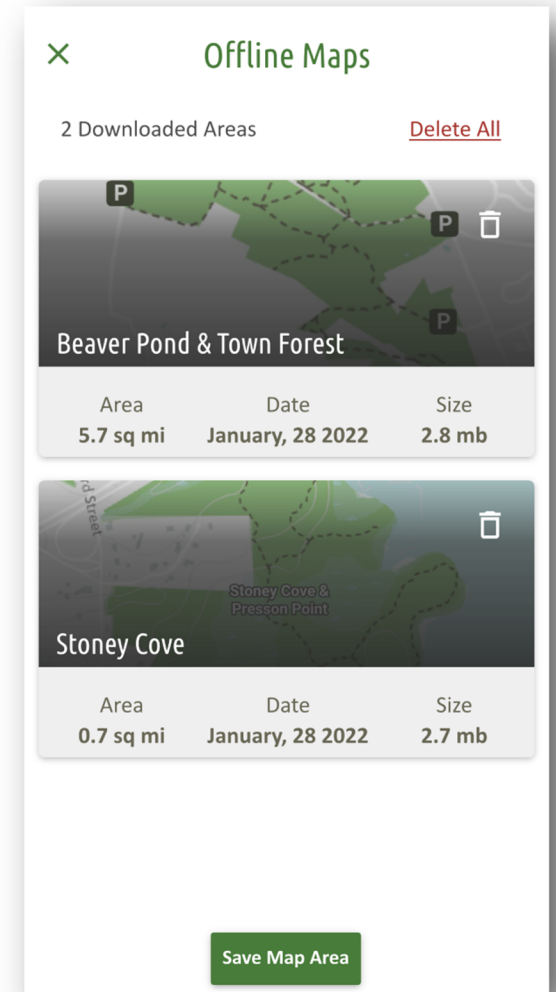 Offline Maps
2 Downloaded Areas Delete All
P
P
P
Beaver Pond & Town Forest
Area Date Size
5.7 sq mi January, 28 2022 2.8 mb
rd Street
Stoney Cove &
Presson Point
Stoney Cove
Area Date Size
0.7 sq mi January, 28 2022 2.7 mb
Save Map Area